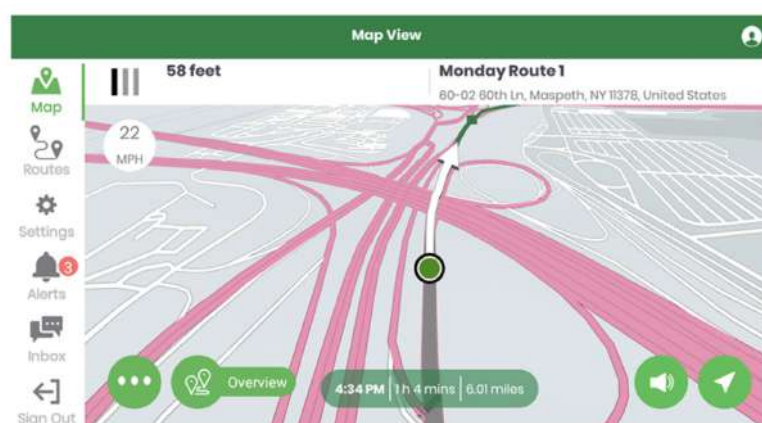 Map View
58 feet
Monday Route 1
60-02 60th Ln, Maspeth, NY 11378, United States
Map
22
MPH
Routes
Settings
3
Alerts
Inbox
Overview
4:34 PM 1 h 4 mins 6.01 miles
Sign Out